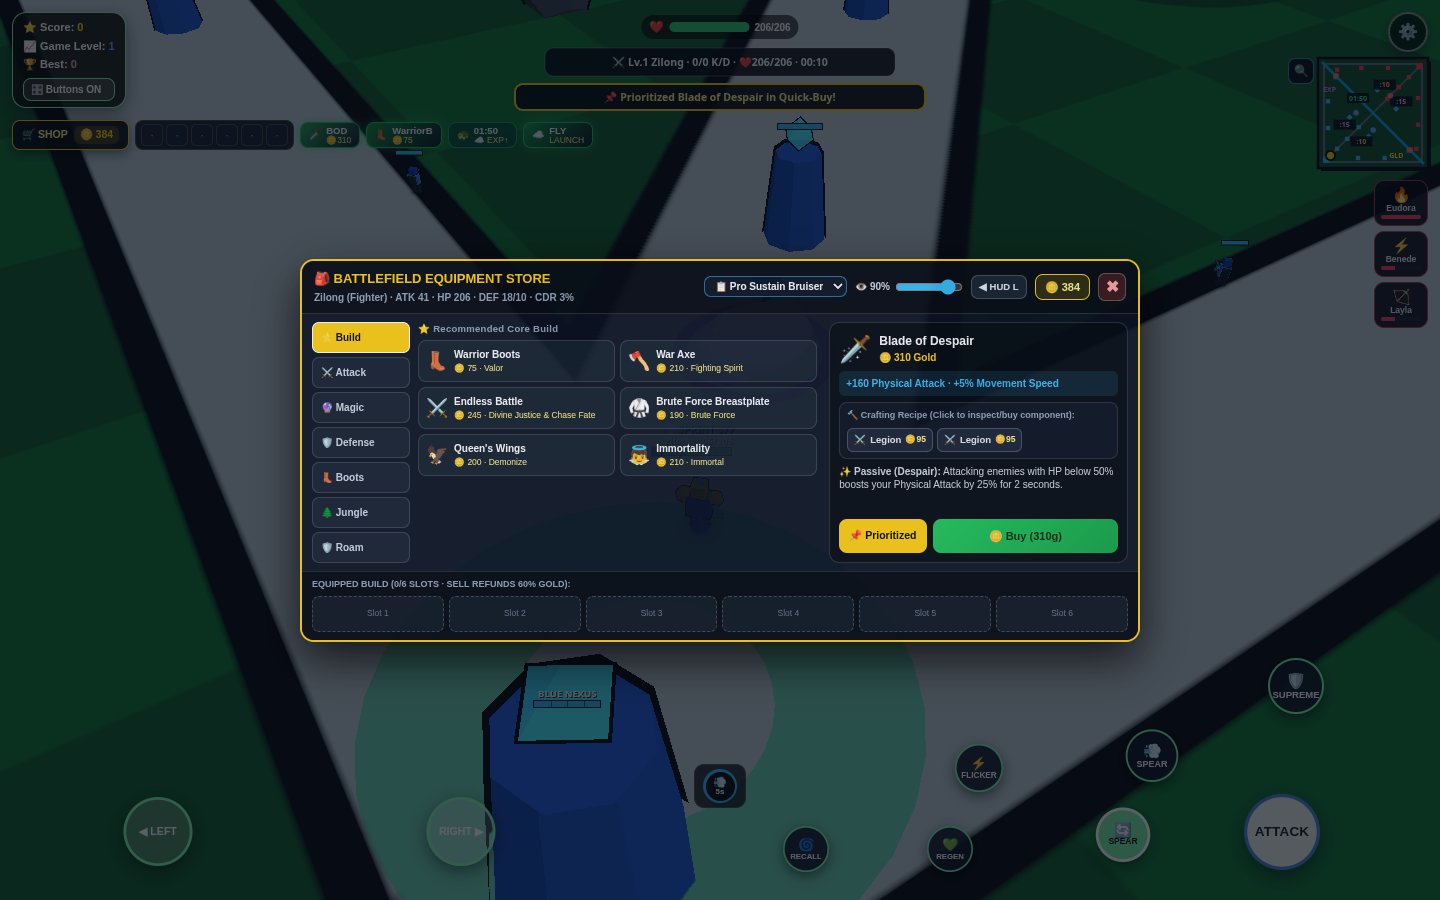 Score: 0
Game Level: 1
Best: 0
Buttons ON
206/206
Lv.1 Zilong · 0/0 K/D · 206/206 · 00:10
Prioritized Blade of Despair in Quick-Buy!
SHOP 384
BOD
310
WarriorB
75
01:50
EXP↑
FLY
LAUNCH
EXP
:10
01:50
:15
:15
:10
GLD
Eudora
Benede
Layla
BATTLEFIELD EQUIPMENT STORE
Zilong (Fighter) · ATK 41 · HP 206 · DEF 18/10 · CDR 3%
Pro Sustain Bruiser
90%
◀ HUD L
384
Build
Attack
Magic
Defense
Boots
Jungle
Roam
Recommended Core Build
Warrior Boots
75 · Valor
War Axe
210 · Fighting Spirit
Endless Battle
245 · Divine Justice & Chase Fate
Brute Force Breastplate
190 · Brute Force
Queen's Wings
200 · Demonize
Immortality
210 · Immortal
Blade of Despair
310 Gold
+160 Physical Attack · +5% Movement Speed
Crafting Recipe (Click to inspect/buy component):
Legion 95
Legion 95
Passive (Despair): Attacking enemies with HP below 50%
boosts your Physical Attack by 25% for 2 seconds.
Prioritized
Buy (310g)
EQUIPPED BUILD (0/6 SLOTS · SELL REFUNDS 60% GOLD):
Slot 1
Slot 2
Slot 3
Slot 4
Slot 5
Slot 6
BLUE NEXUS
SUPREME
SPEAR
FLICKER
5s
◀ LEFT
RIGHT ▶
RECALL
REGEN
SPEAR
ATTACK